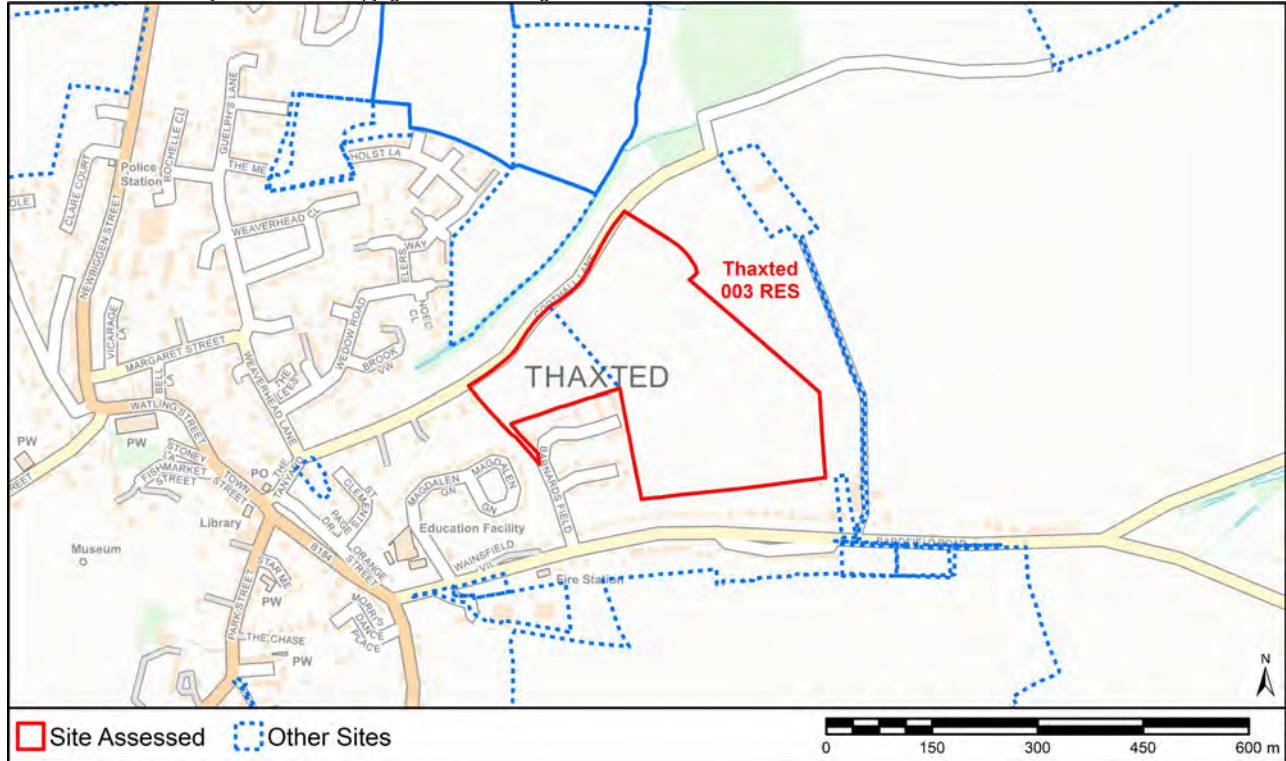 GUELPH'S LANE
ROCHELLE CL
CLARE COURT
Police
Station
THE ME
HOLST LA
OLE
NEWBIGGEN STREET
WEAVERHEAD CL
WAY
ELERS
NOEL
CL
WEDOW ROAD
BROOK
VW
VICARAGE
LA
MARGARET STREET
BELL
LA
THE
LEES
WEAVERHEAD LANE
WATLING STREET
COPTHALL LANE
Thaxted
003 RES
THAXTED
PW
PW
STONEY
LA
FISH
MARKET
STREET
TOWN
STREET
PO
THE
TANYARD
REET
Library
ST
CLEMENTS
PAGE
DR
ORANGE
STREET
MAGDALEN
GN
MAGDALEN
GN
BARNARDS FIELD
Education Facility
WAINSFIELD
VIL
Fire Station
BARDFIELD ROAD
Museum
B184
STAR ME
PW
PARK STREET
THE CHASE
PW
MORRIS
DANCE
PLACE
N
Site Assessed
Other Sites
0 150 300 450 600 m